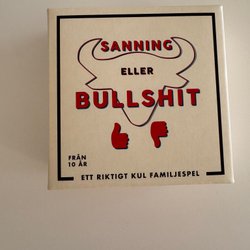 SANNING
ELLER
BULLSHIT
FRÅN
10 ÅR
ETT RIKTIGT KUL FAMILJESPEL